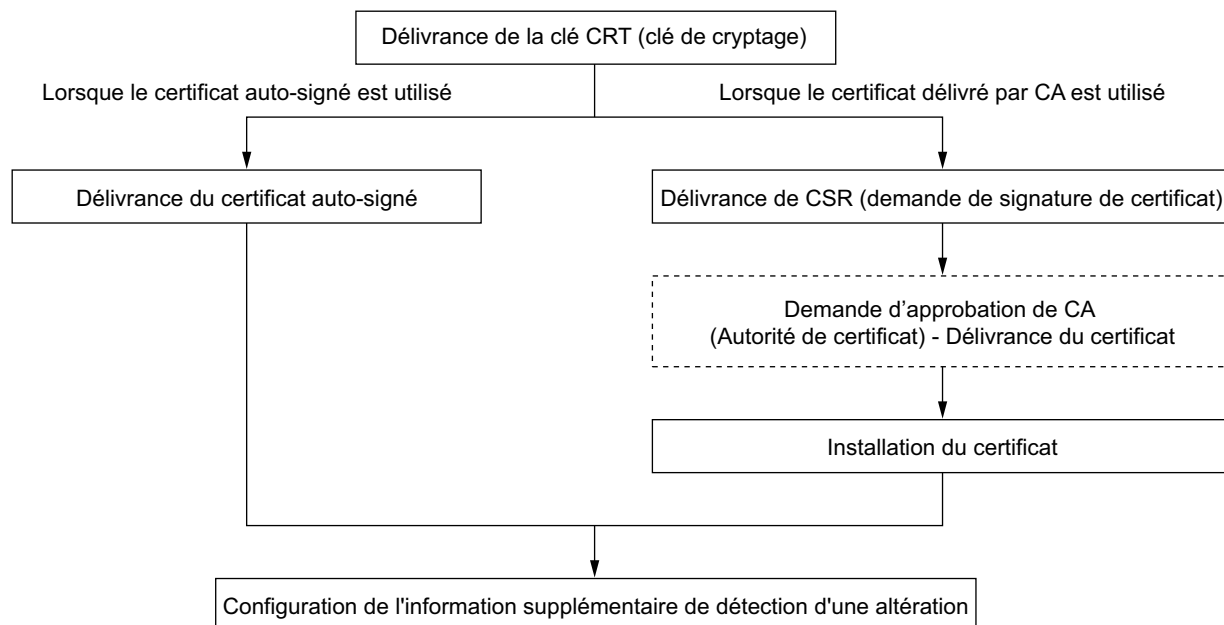 Délivrance de la clé CRT (clé de cryptage)
Lorsque le certificat auto-signé est utilisé
Lorsque le certificat délivré par CA est utilisé
Délivrance du certificat auto-signé
Délivrance de CSR (demande de signature de certificat)
Demande d’approbation de CA
(Autorité de certificat) - Délivrance du certificat
Installation du certificat
Configuration de l'information supplémentaire de détection d'une altération